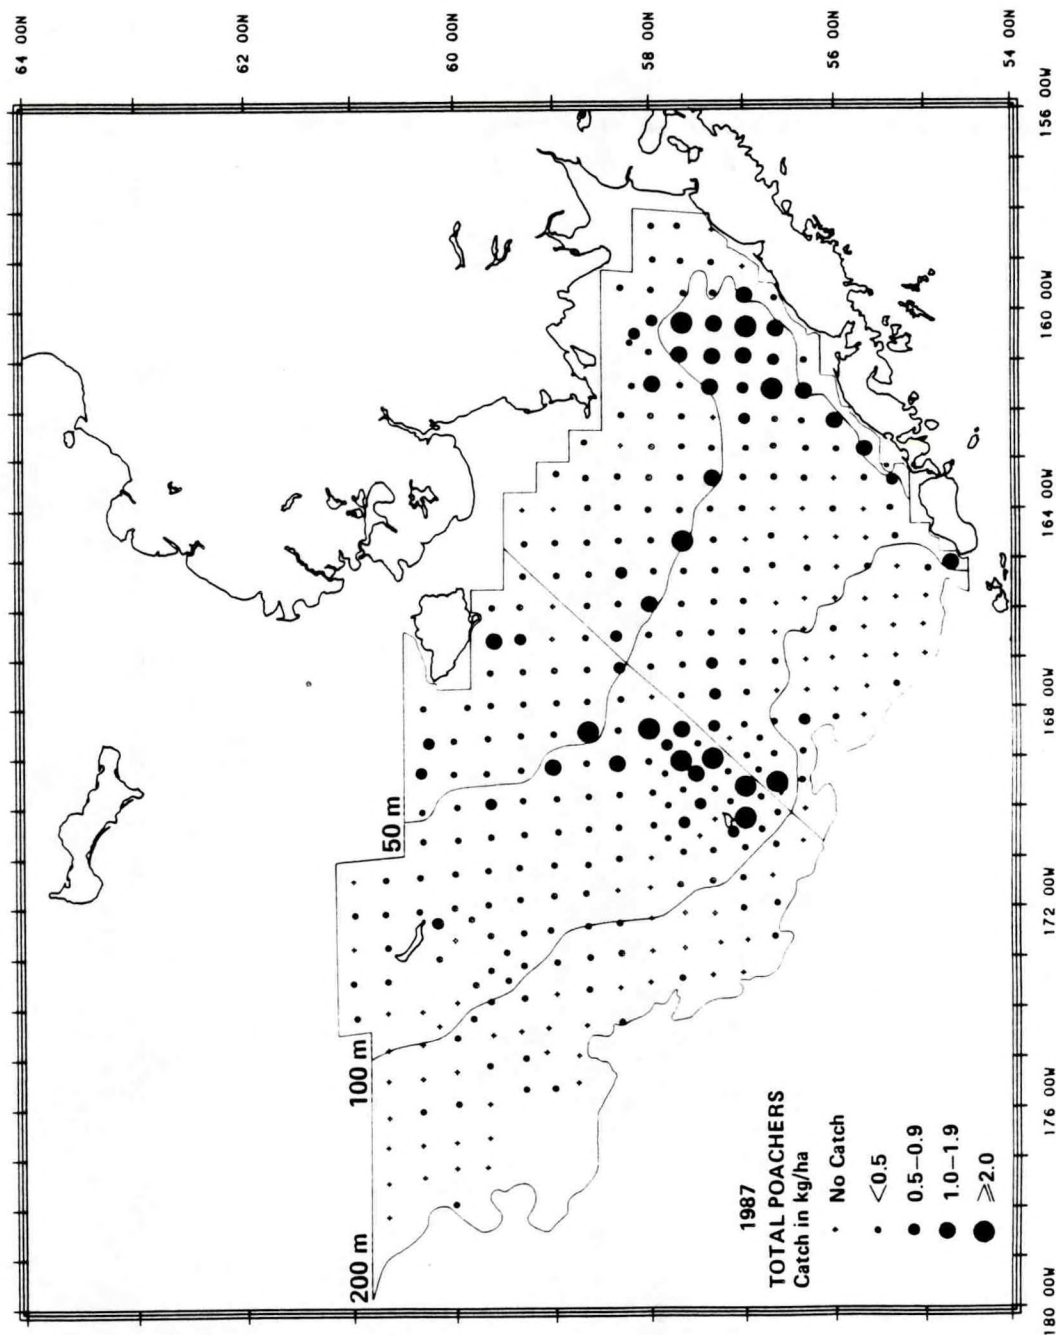 64 00N
62 00N
60 00N
58 00N
56 00N
54 00N
156 00W
160 00W
164 00W
168 00W
172 00W
176 00W
180 00W
50 m
100 m
200 m
1987
TOTAL POACHERS
Catch in kg/ha
No Catch
<0.5
0.5–0.9
1.0–1.9
⩾2.0